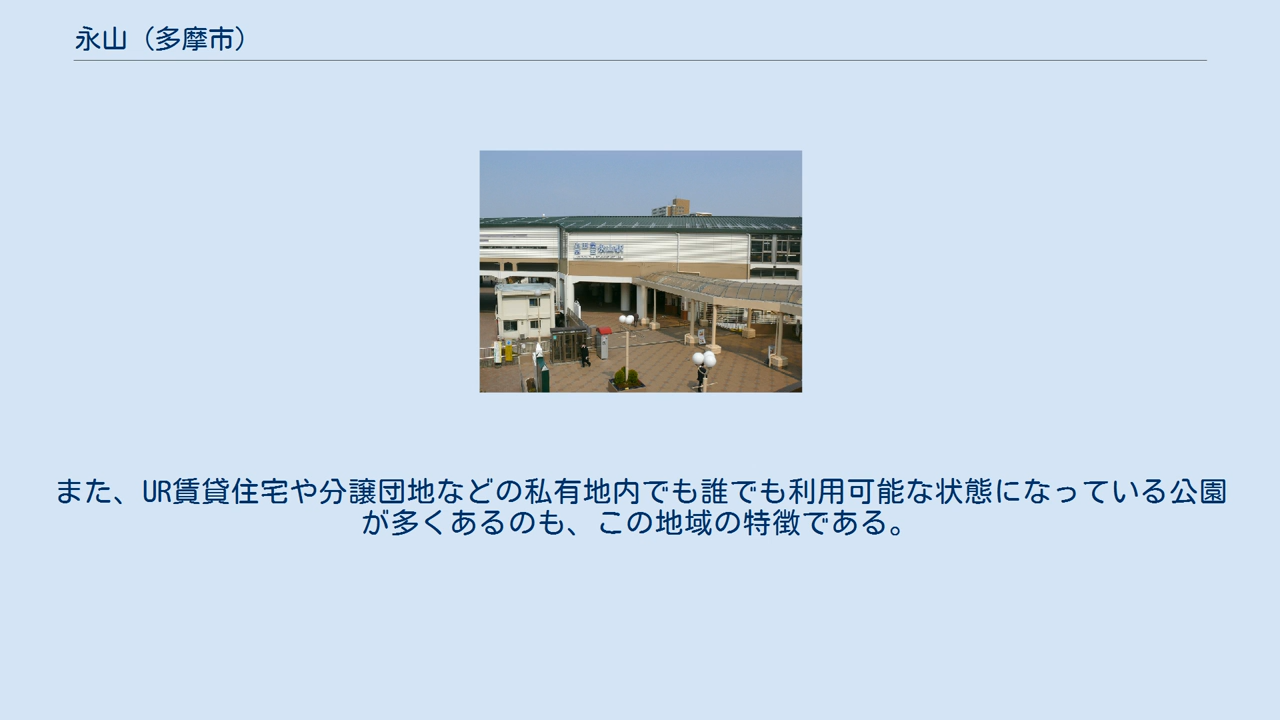 永山（多摩市）
また、UR賃貸住宅や分譲団地などの私有地内でも誰でも利用可能な状態になっている公園
が多くあるのも、この地域の特徴である。